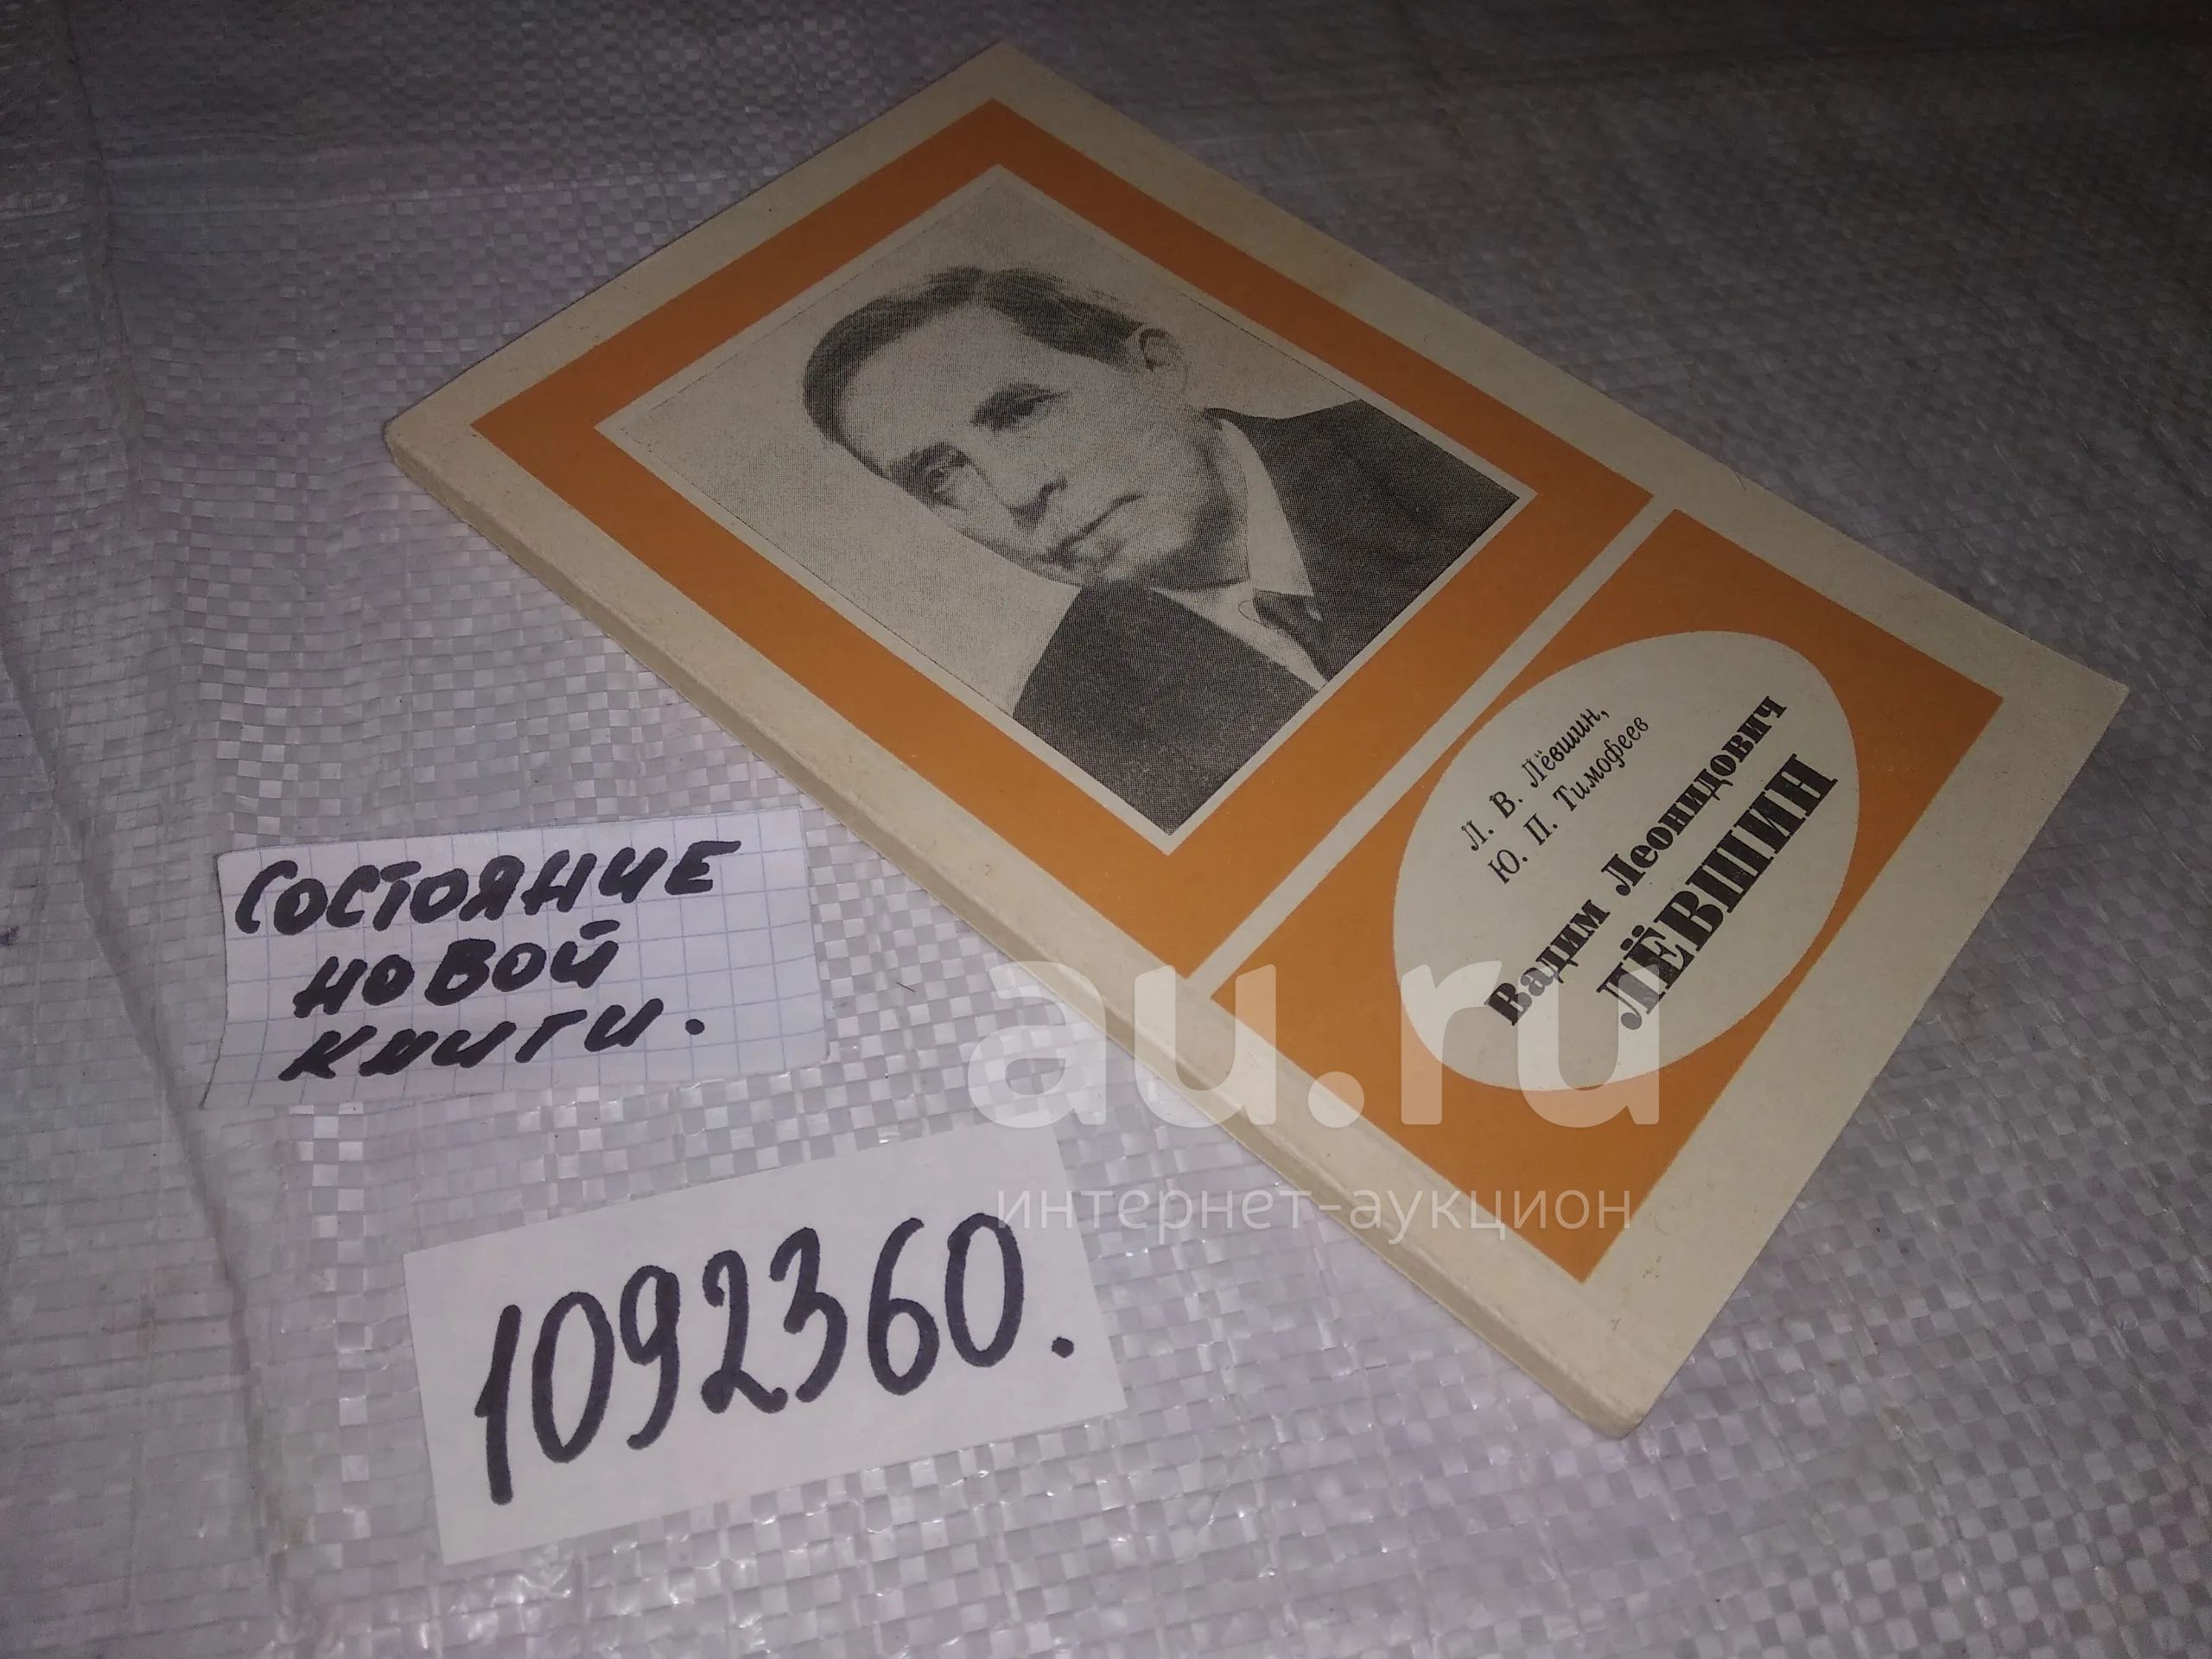 Л. В. Лёвшин,
Ю. П. Тимофеев
Вадим Леонидович
ЛЁВШИН
СОСТОЯНИЕ
НОВОЙ
КНИГИ.
1092360.
au.ru
интернет-аукцион